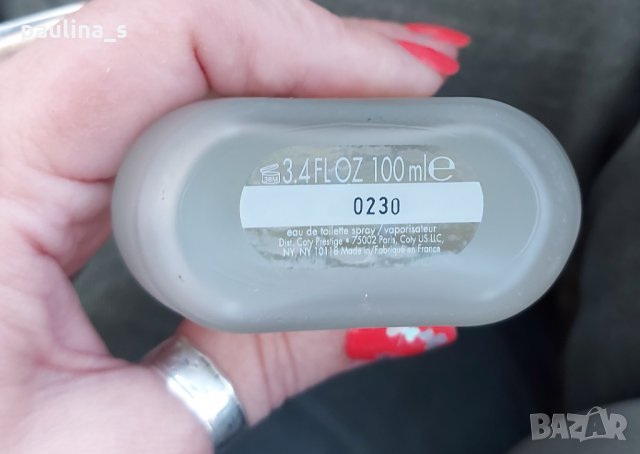 paulina_s
3.4 FL OZ 100 ml e
0230
eau de toilette spray / vaporisateur
Dist. Coty Prestige • 75002 Paris, Coty US LLC,
NY, NY 10118 Made in/Fabriqué en France
BAZAR